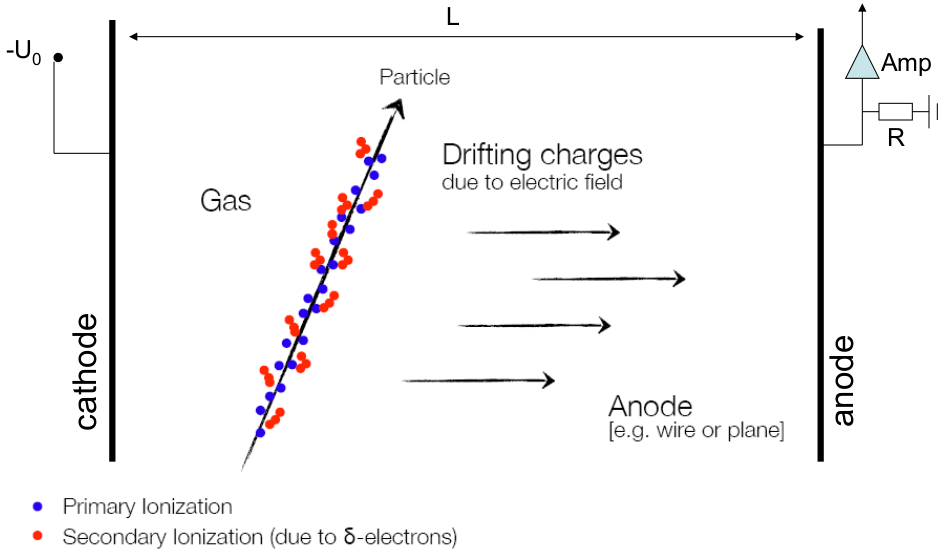 L
-U₀
Particle
Amp
R
Drifting charges
due to electric field
Gas
cathode
anode
Anode
[e.g. wire or plane]
Primary Ionization
Secondary Ionization (due to δ-electrons)